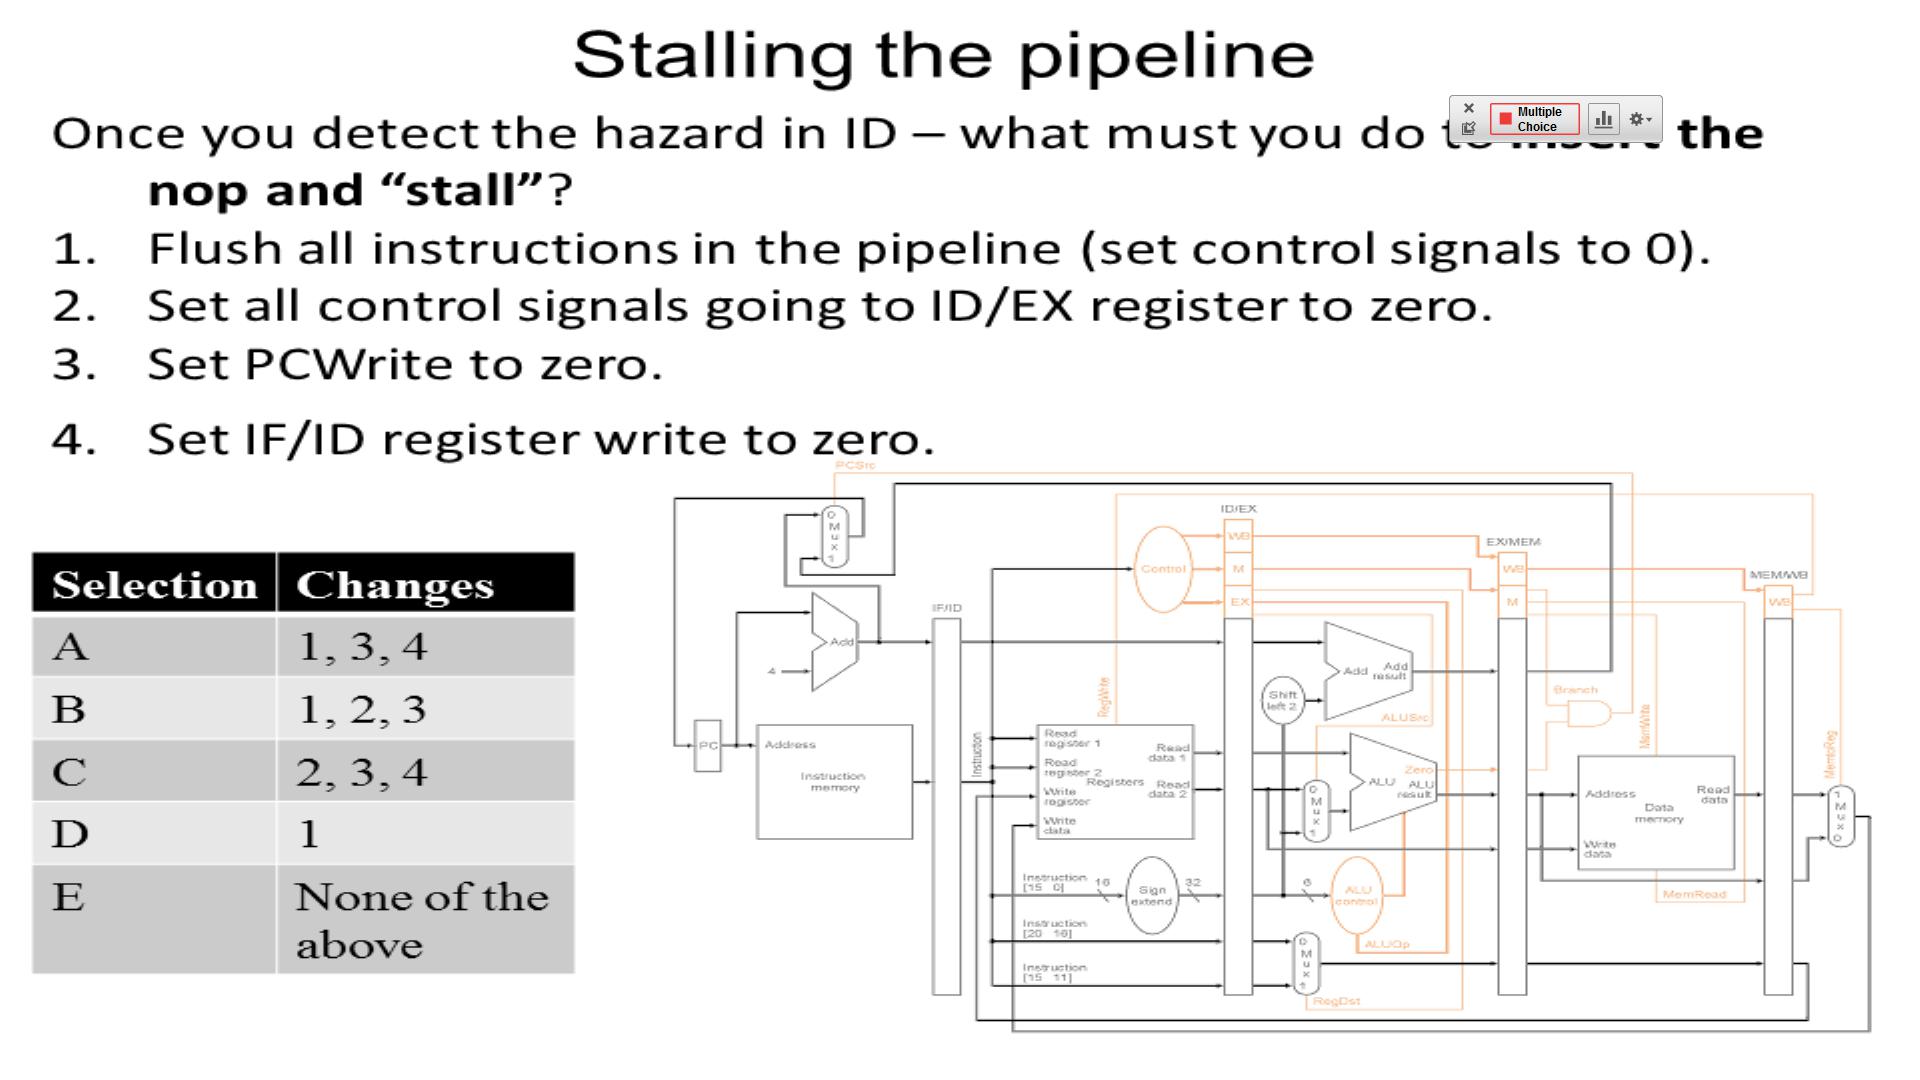 Stalling the pipeline
Once you detect the hazard in ID – what must you do to insert the
nop and “stall”?
1. Flush all instructions in the pipeline (set control signals to 0).
2. Set all control signals going to ID/EX register to zero.
3. Set PCWrite to zero.
4. Set IF/ID register write to zero.
Multiple
Choice
Selection Changes
A 1, 3, 4
B 1, 2, 3
C 2, 3, 4
D 1
E None of the
above
PCSrc
0
M
u
x
1
Add
4
PC
Address
Instruction
memory
IF/ID
Instruction
RegWrite
Control
ID/EX
WB
M
EX
Read
register 1
Read
register 2
Registers
Write
register
Write
data
Read
data 1
Read
data 2
Instruction
[15 0]
16
Sign
extend
32
Instruction
[20 16]
Instruction
[15 11]
Shift
left 2
Add
Add
result
ALUSrc
0
M
u
x
1
Zero
ALU
ALU
result
6
ALU
control
ALUOp
0
M
u
x
1
RegDst
EX/MEM
WB
M
Branch
MemWrite
Address
Data
memory
Read
data
Write
data
MemRead
MEM/WB
WB
MemtoReg
1
M
u
x
0